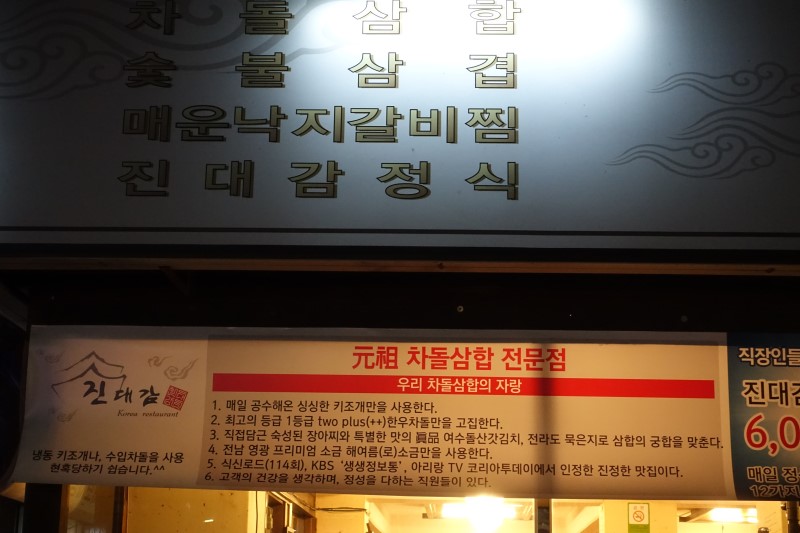 차돌삼합
숯불삼겹
매운낙지갈비찜
진대감정식
진대감
Korea restaurant
냉동 키조개나, 수입차돌을 사용
현혹당하기 쉽습니다.^^
元祖 차돌삼합 전문점
우리 차돌삼합의 자랑
1. 매일 공수해온 싱싱한 키조개만을 사용한다.
2. 최고의 등급 1등급 two plus(++)한우차돌만을 고집한다.
3. 직접담근 숙성된 장아찌와 특별한 맛의 眞品 여수돌산갓김치, 전라도 묵은지로 삼합의 궁합을 맞춘다.
4. 전남 영광 프리미엄 소금 해여름(로)소금만을 사용한다.
5. 식신로드(114회), KBS '생생정보통', 아리랑 TV 코리아투데이에서 인정한 진정한 맛집이다.
6. 고객의 건강을 생각하며, 정성을 다하는 직원들이 있다.
직장인들
진대감
6,0
매일 정
12가지